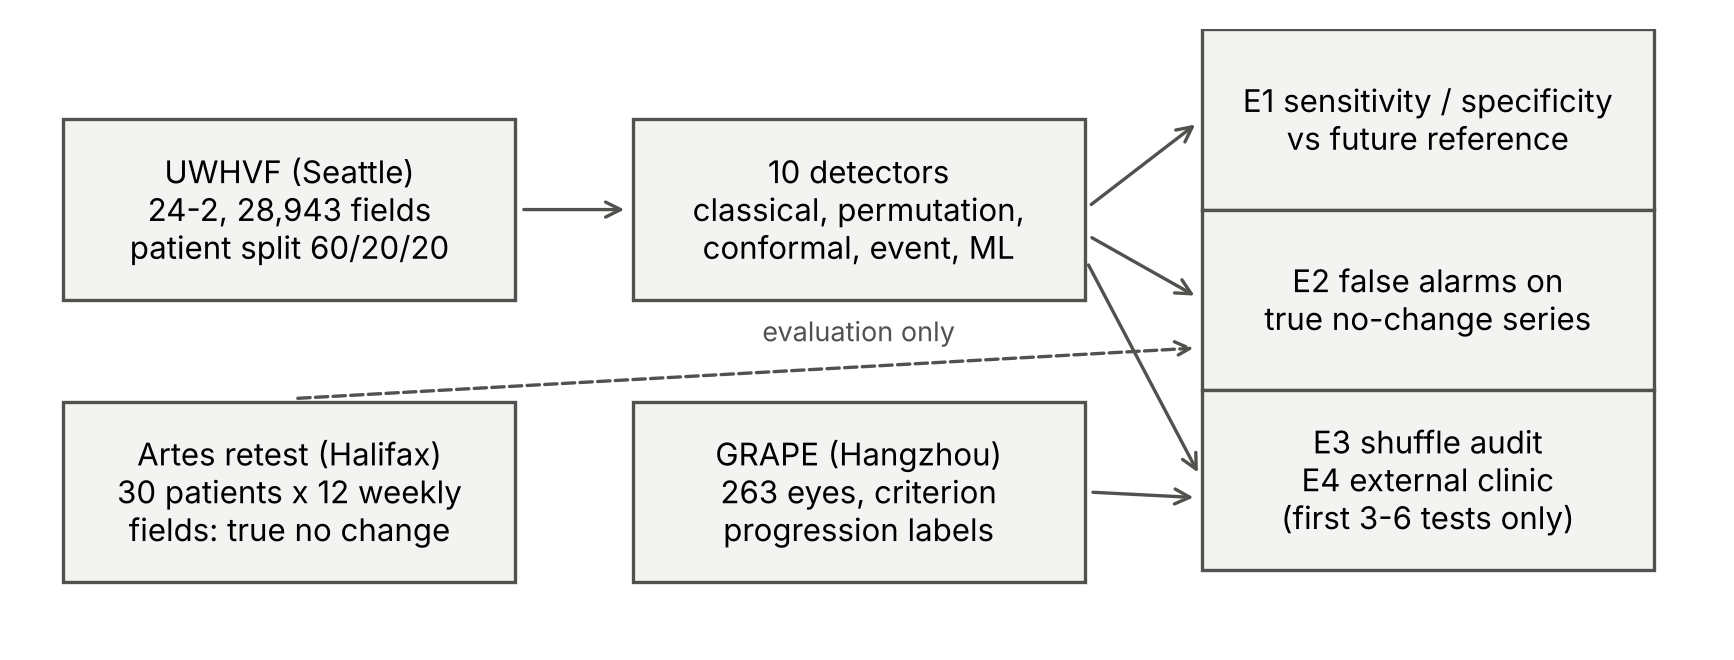 UWHVF (Seattle)
24-2, 28,943 fields
patient split 60/20/20
10 detectors
classical, permutation,
conformal, event, ML
E1 sensitivity / specificity
vs future reference
E2 false alarms on
true no-change series
evaluation only
Artes retest (Halifax)
30 patients x 12 weekly
fields: true no change
GRAPE (Hangzhou)
263 eyes, criterion
progression labels
E3 shuffle audit
E4 external clinic
(first 3-6 tests only)